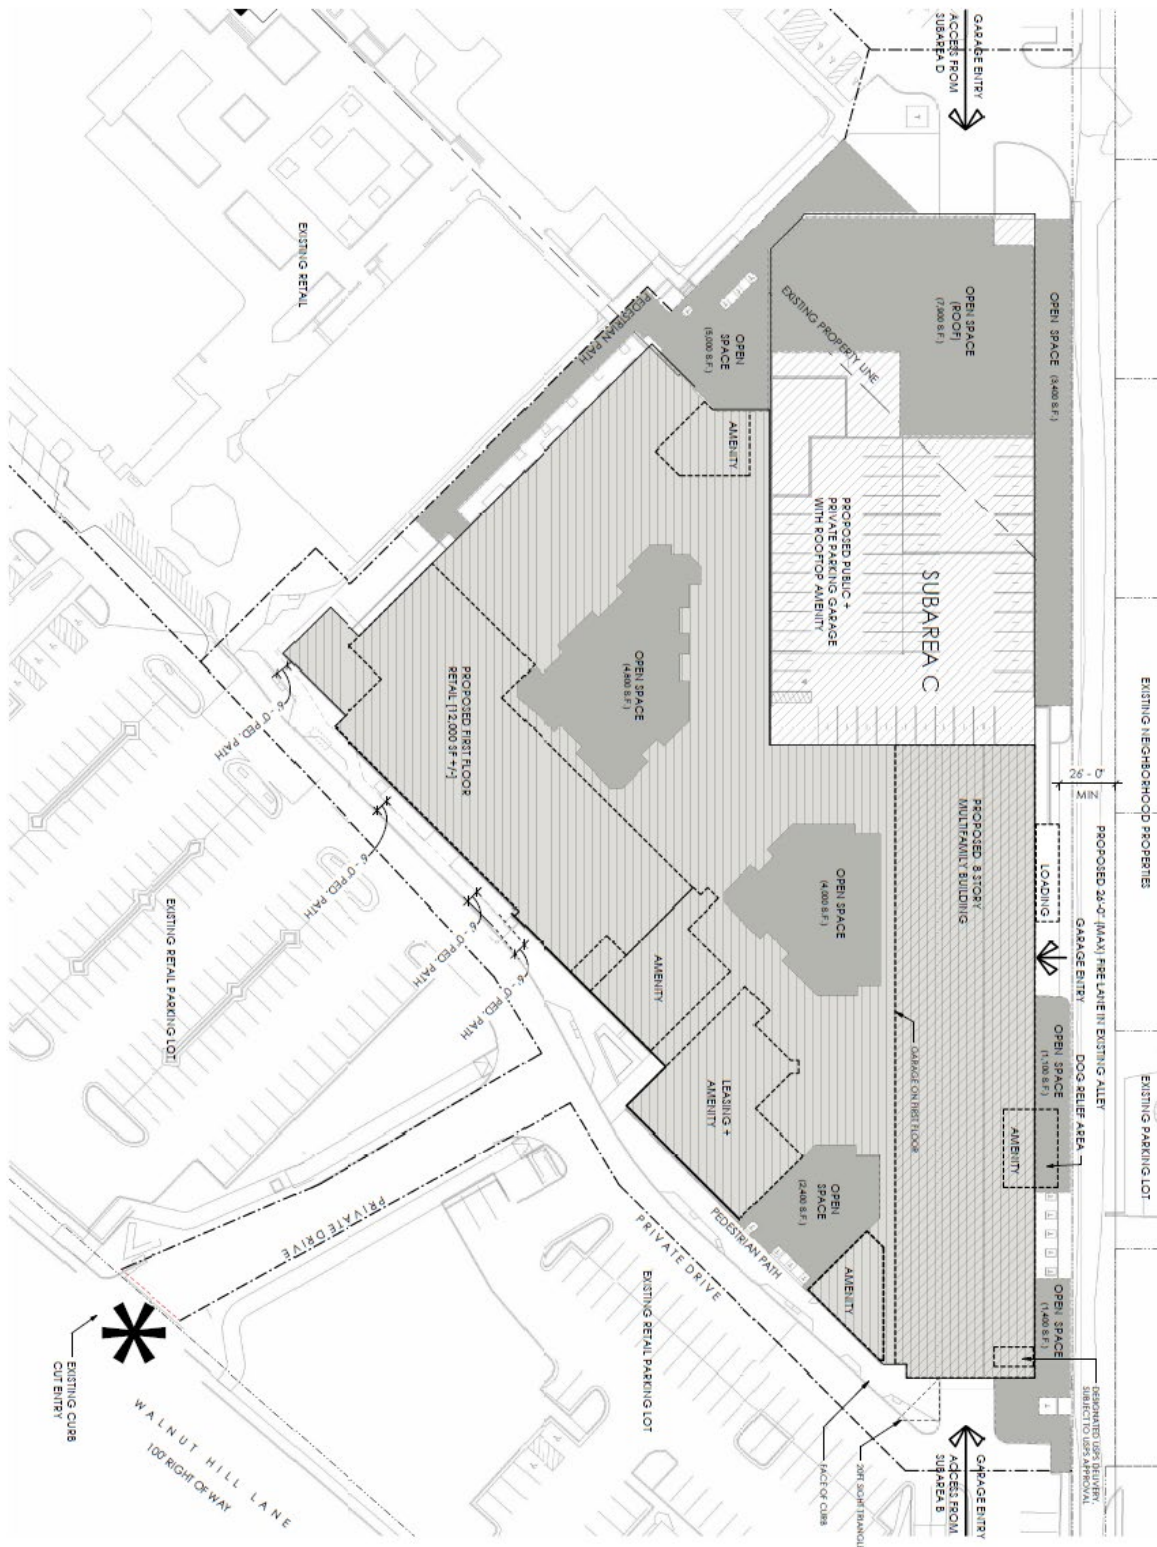 GARAGE ENTRY
ACCESS FROM
SUBAREA D
EXISTING RETAIL
PEDESTRIAN PATH
OPEN
SPACE
(5,000 S.F.)
EXISTING PROPERTY LINE
OPEN SPACE
(ROOF)
(7,900 S.F.)
OPEN SPACE (3,400 S.F.)
AMENITY
PROPOSED PUBLIC +
PRIVATE PARKING GARAGE
WITH ROOFTOP AMENITY
SUBAREA C
EXISTING NEIGHBORHOOD PROPERTIES
OPEN SPACE
(4,800 S.F.)
PROPOSED FIRST FLOOR
RETAIL [12,000 SF +/-]
6'-0" PED. PATH
6'-0" PED. PATH
6'-0" PED. PATH
6'-0" PED. PATH
26' - 0"
MIN
PROPOSED 8 STORY
MULTIFAMILY BUILDING
LOADING
PROPOSED 26'-0" (MAX) FIRE LANE IN EXISTING ALLEY
GARAGE ENTRY
DOG RELIEF AREA
EXISTING PARKING LOT
OPEN SPACE
(4,000 S.F.)
EXISTING RETAIL PARKING LOT
AMENITY
LEASING +
AMENITY
GARAGE ON FIRST FLOOR
OPEN SPACE
(1,100 S.F.)
AMENITY
OPEN
SPACE
(2,400 S.F.)
PEDESTRIAN PATH
PRIVATE DRIVE
PRIVATE DRIVE
AMENITY
OPEN SPACE
(1,400 S.F.)
EXISTING RETAIL PARKING LOT
EXISTING CURB
CUT ENTRY
WALNUT HILL LANE
100' RIGHT OF WAY
FACE OF CURB
20FT SIGHT TRIANGL
DESIGNATED USPS DELIVERY,
SUBJECT TO USPS APPROVAL
GARAGE ENTRY
ACCESS FROM
SUBAREA B